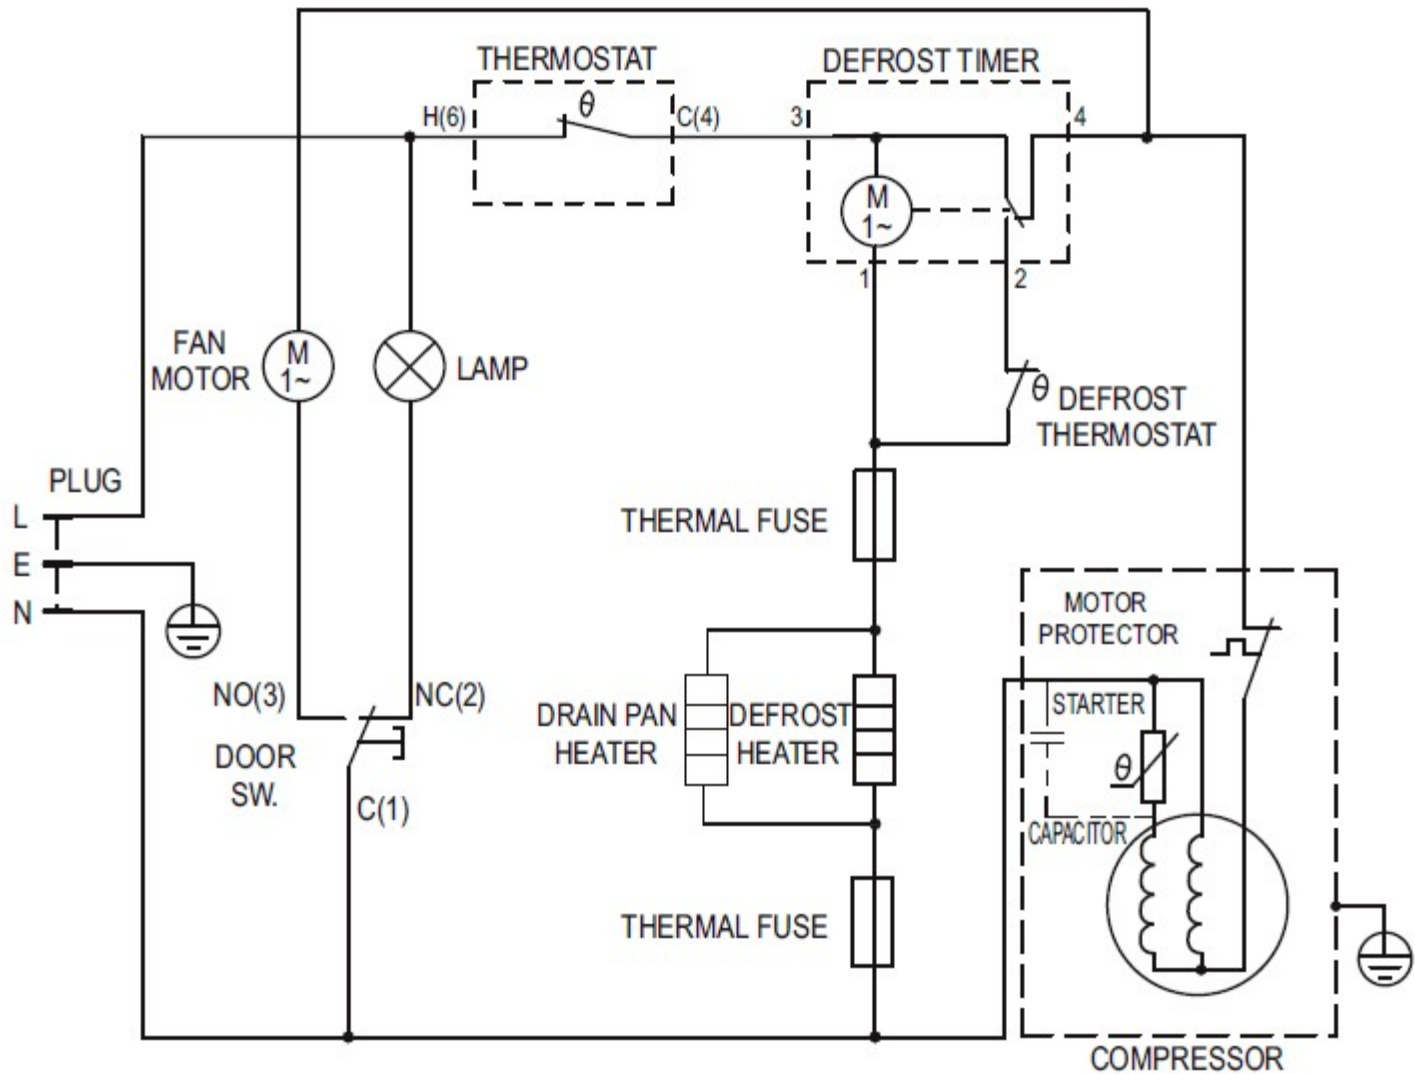 THERMOSTAT
DEFROST TIMER
H(6)
θ
C(4)
3
4
M
1~
1
2
FAN
MOTOR
M
1~
LAMP
θ
DEFROST
THERMOSTAT
PLUG
L
E
N
THERMAL FUSE
MOTOR
PROTECTOR
NO(3)
NC(2)
DOOR
SW.
C(1)
DRAIN PAN
HEATER
DEFROST
HEATER
STARTER
θ
CAPACITOR
THERMAL FUSE
COMPRESSOR